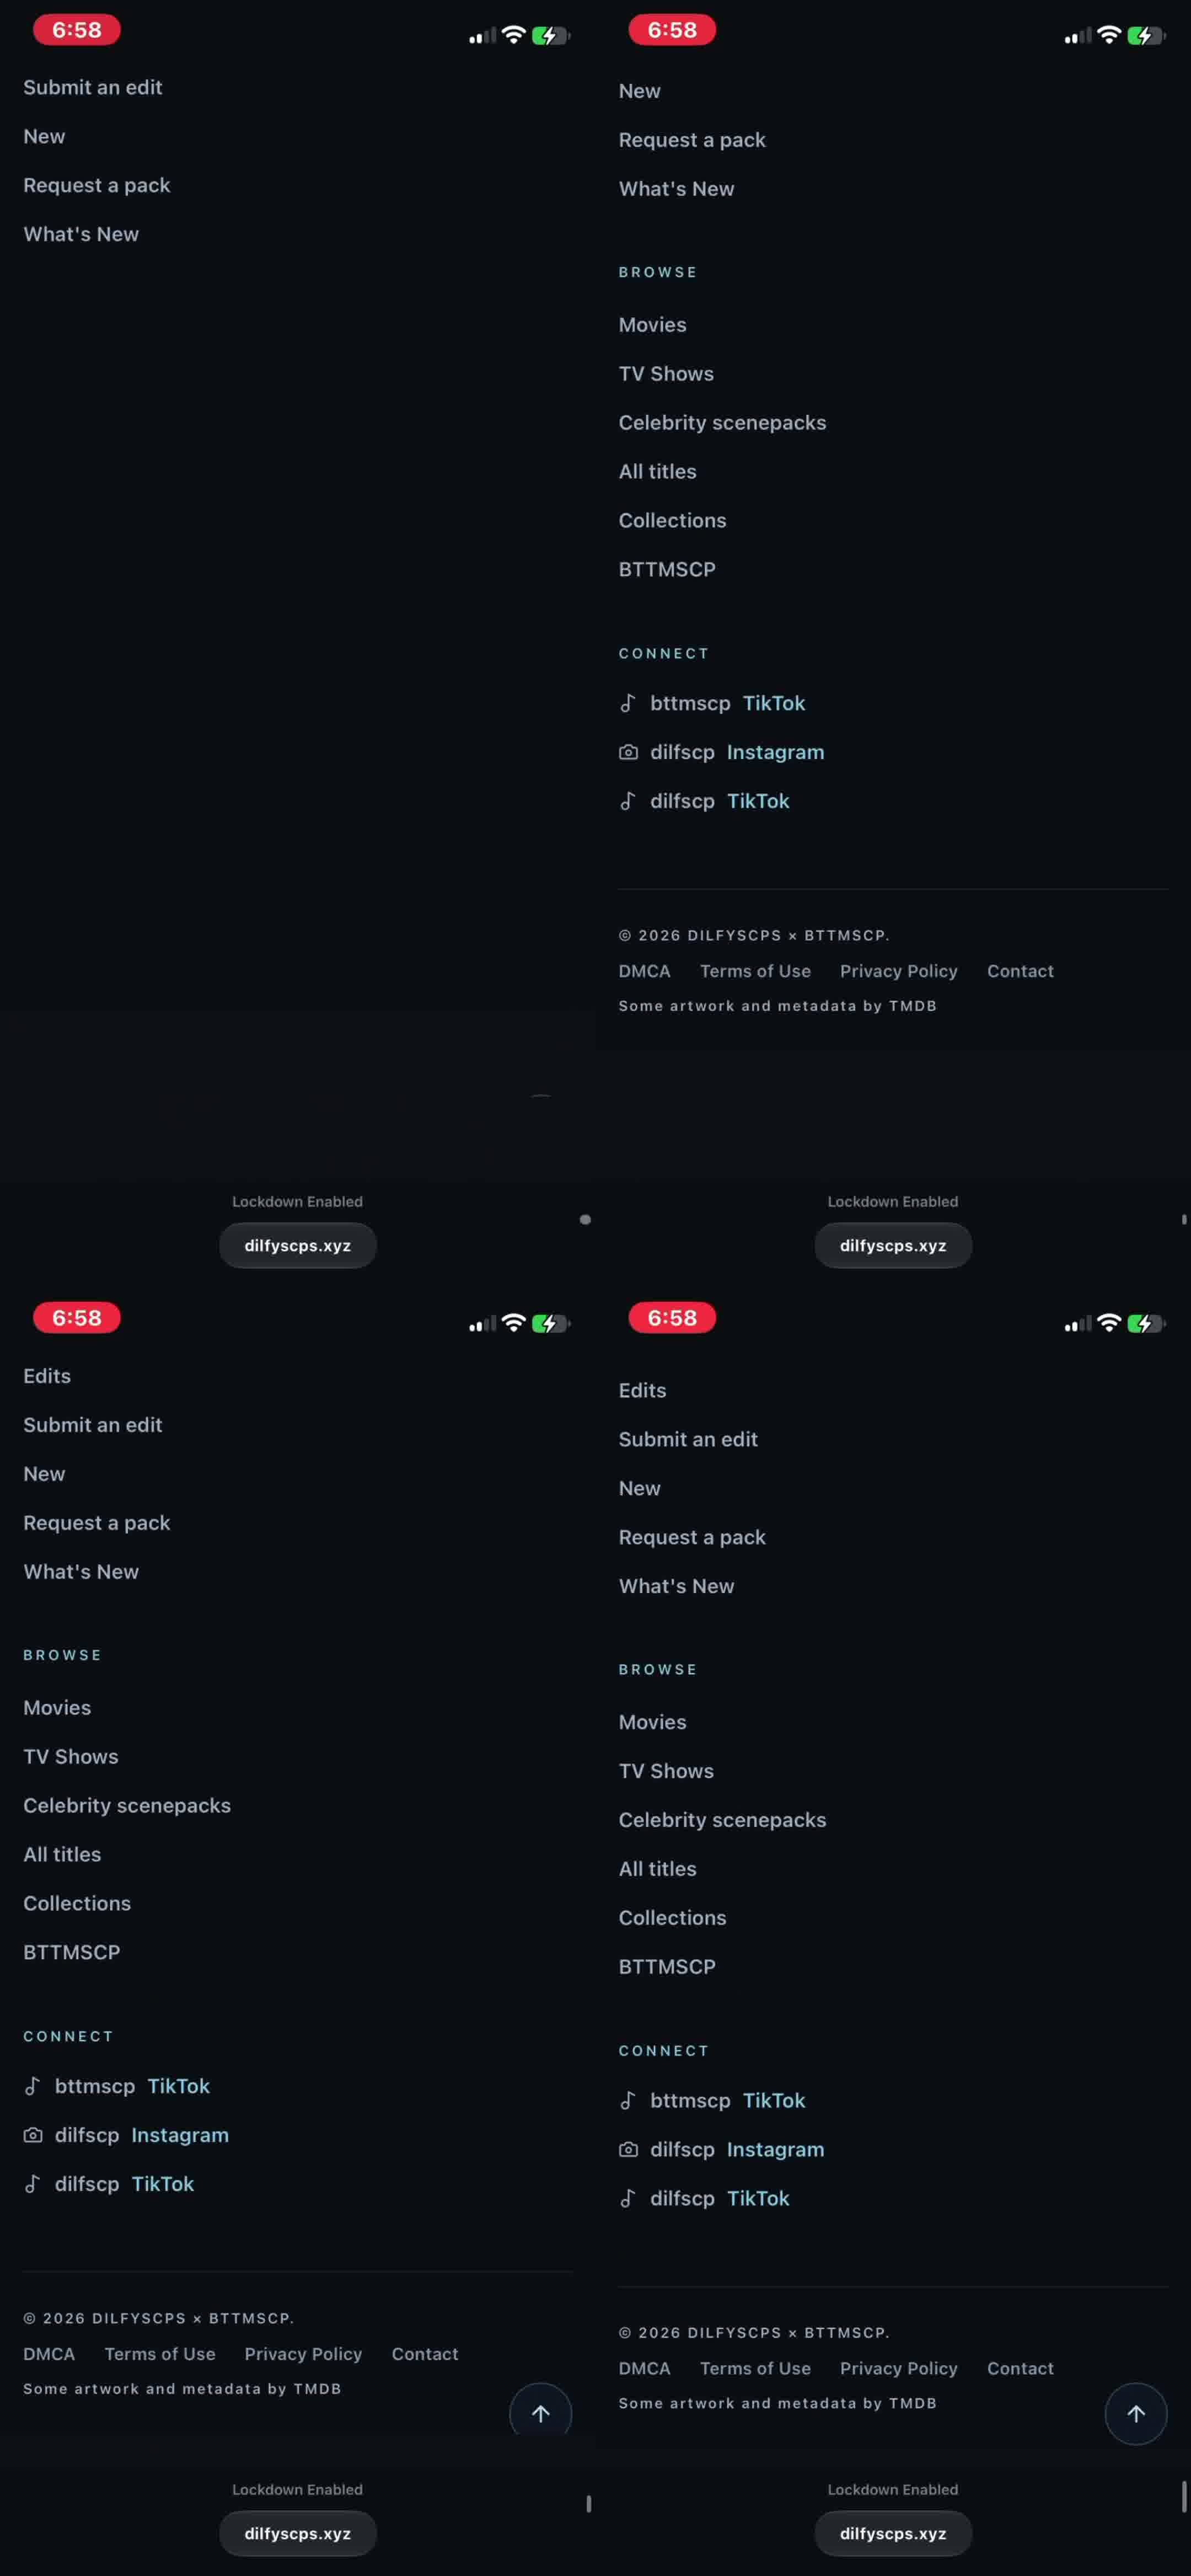 6:58
Submit an edit
New
Request a pack
What's New
Lockdown Enabled
dilfyscps.xyz
6:58
New
Request a pack
What's New
BROWSE
Movies
TV Shows
Celebrity scenepacks
All titles
Collections
BTTMSCP
CONNECT
bttmscp TikTok
dilfscp Instagram
dilfscp TikTok
© 2026 DILFYSCPS × BTTMSCP.
DMCA Terms of Use Privacy Policy Contact
Some artwork and metadata by TMDB
Lockdown Enabled
dilfyscps.xyz
6:58
Edits
Submit an edit
New
Request a pack
What's New
BROWSE
Movies
TV Shows
Celebrity scenepacks
All titles
Collections
BTTMSCP
CONNECT
bttmscp TikTok
dilfscp Instagram
dilfscp TikTok
© 2026 DILFYSCPS × BTTMSCP.
DMCA Terms of Use Privacy Policy Contact
Some artwork and metadata by TMDB
Lockdown Enabled
dilfyscps.xyz
6:58
Edits
Submit an edit
New
Request a pack
What's New
BROWSE
Movies
TV Shows
Celebrity scenepacks
All titles
Collections
BTTMSCP
CONNECT
bttmscp TikTok
dilfscp Instagram
dilfscp TikTok
© 2026 DILFYSCPS × BTTMSCP.
DMCA Terms of Use Privacy Policy Contact
Some artwork and metadata by TMDB
Lockdown Enabled
dilfyscps.xyz